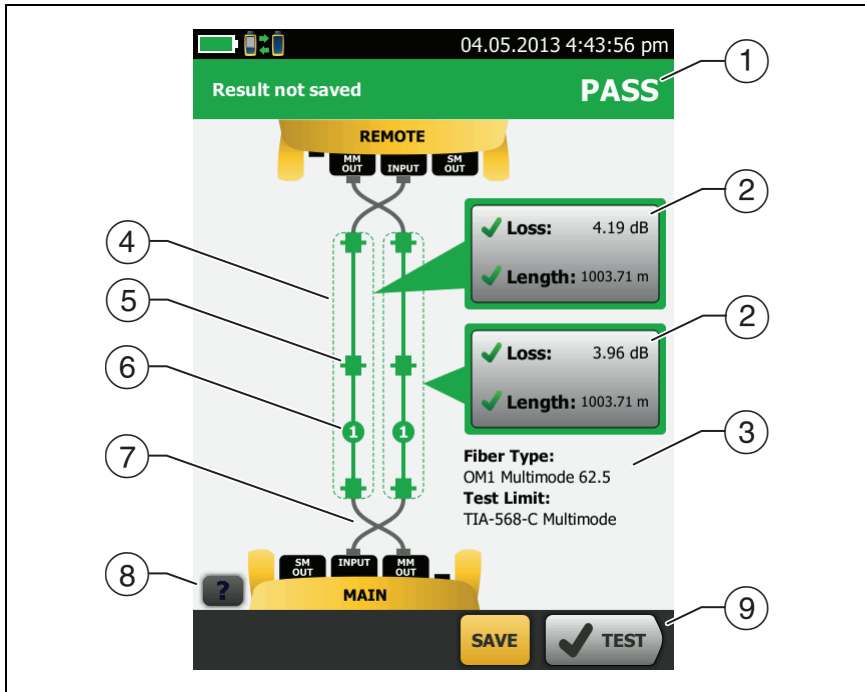 04.05.2013 4:43:56 pm
Result not saved
PASS
1
REMOTE
MM OUT
INPUT
SM OUT
2
Loss: 4.19 dB
Length: 1003.71 m
4
5
2
Loss: 3.96 dB
Length: 1003.71 m
6
1
1
3
Fiber Type:
OM1 Multimode 62.5
Test Limit:
TIA-568-C Multimode
7
SM OUT
INPUT
MM OUT
8
?
MAIN
9
SAVE
TEST